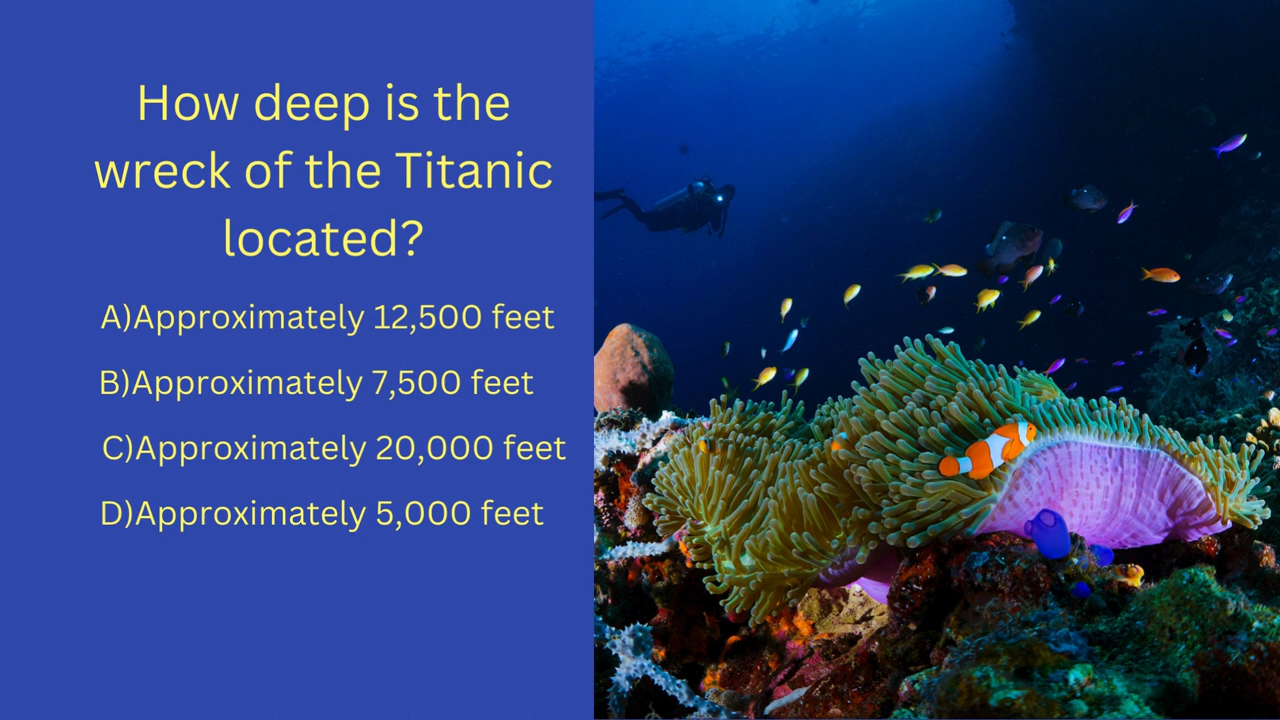 How deep is the
wreck of the Titanic
located?
A)Approximately 12,500 feet
B)Approximately 7,500 feet
C)Approximately 20,000 feet
D)Approximately 5,000 feet